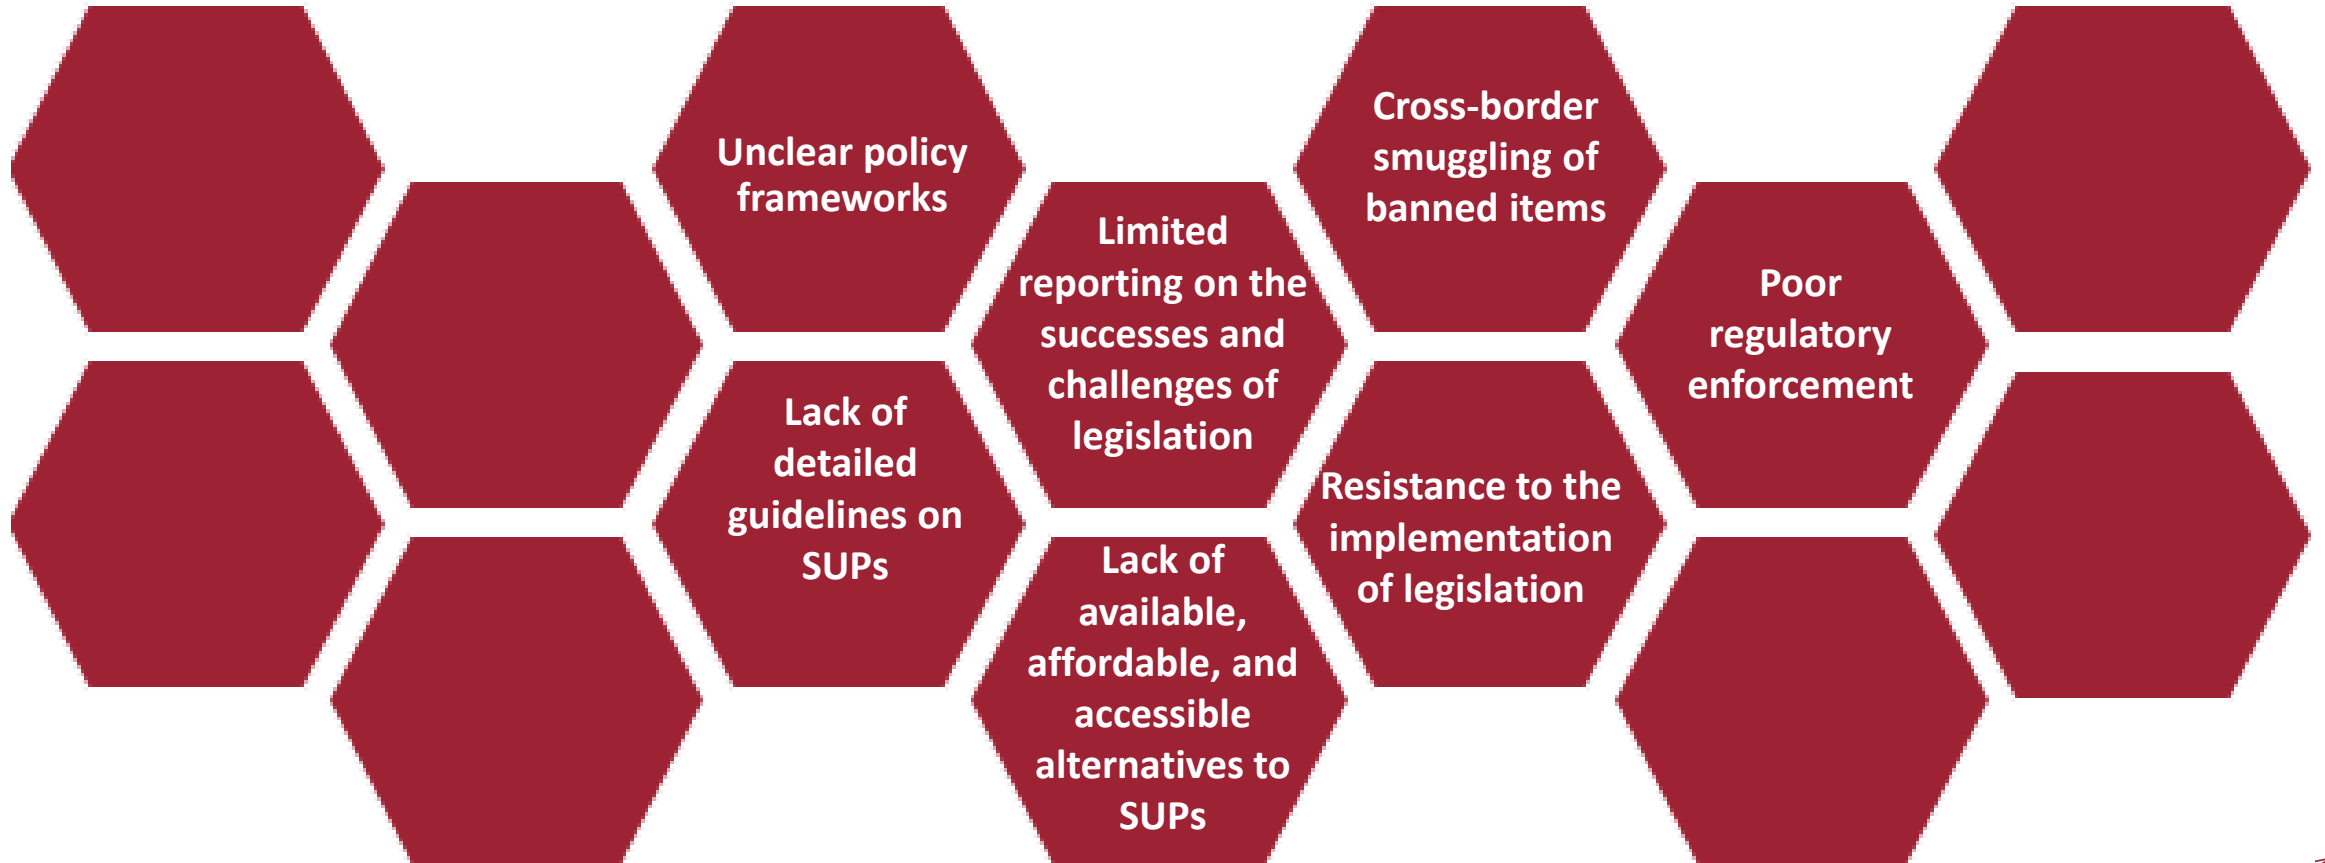 Unclear policy
frameworks
Lack of
detailed
guidelines on
SUPs
Limited
reporting on the
successes and
challenges of
legislation
Lack of
available,
affordable, and
accessible
alternatives to
SUPs
Cross-border
smuggling of
banned items
Resistance to the
implementation
of legislation
Poor
regulatory
enforcement